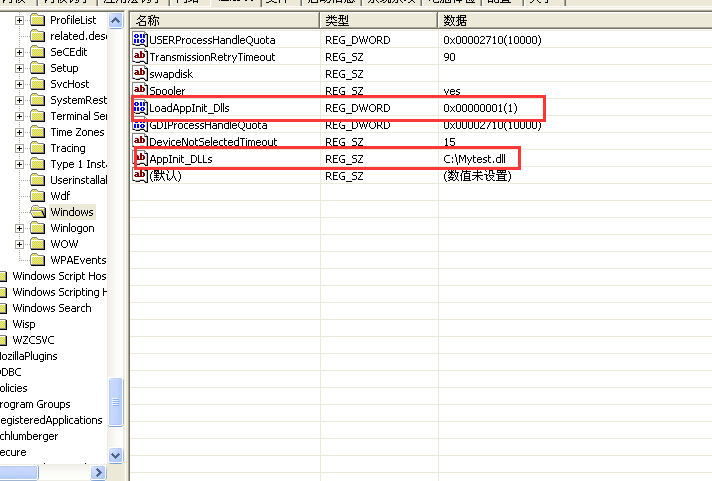 名称 类型 数据
USERProcessHandleQuota REG_DWORD 0x00002710(10000)
TransmissionRetryTimeout REG_SZ 90
swapdisk REG_SZ
Spooler REG_SZ yes
LoadAppInit_Dlls REG_DWORD 0x00000001(1)
GDIProcessHandleQuota REG_DWORD 0x00002710(10000)
DeviceNotSelectedTimeout REG_SZ 15
AppInit_DLLs REG_SZ C:\Mytest.dll
(默认) REG_SZ (数值未设置)
ProfileList
related.desc
SeCEdit
Setup
SvcHost
SystemRest
Terminal Ser
Time Zones
Tracing
Type 1 Insta
Userinstallal
Wdf
Windows
Winlogon
WOW
WPAEvents
Windows Script Hos
Windows Scripting H
Windows Search
Wisp
WZCSVC
MozillaPlugins
ODBC
olicies
rogram Groups
egisteredApplications
chlumberger
ecure